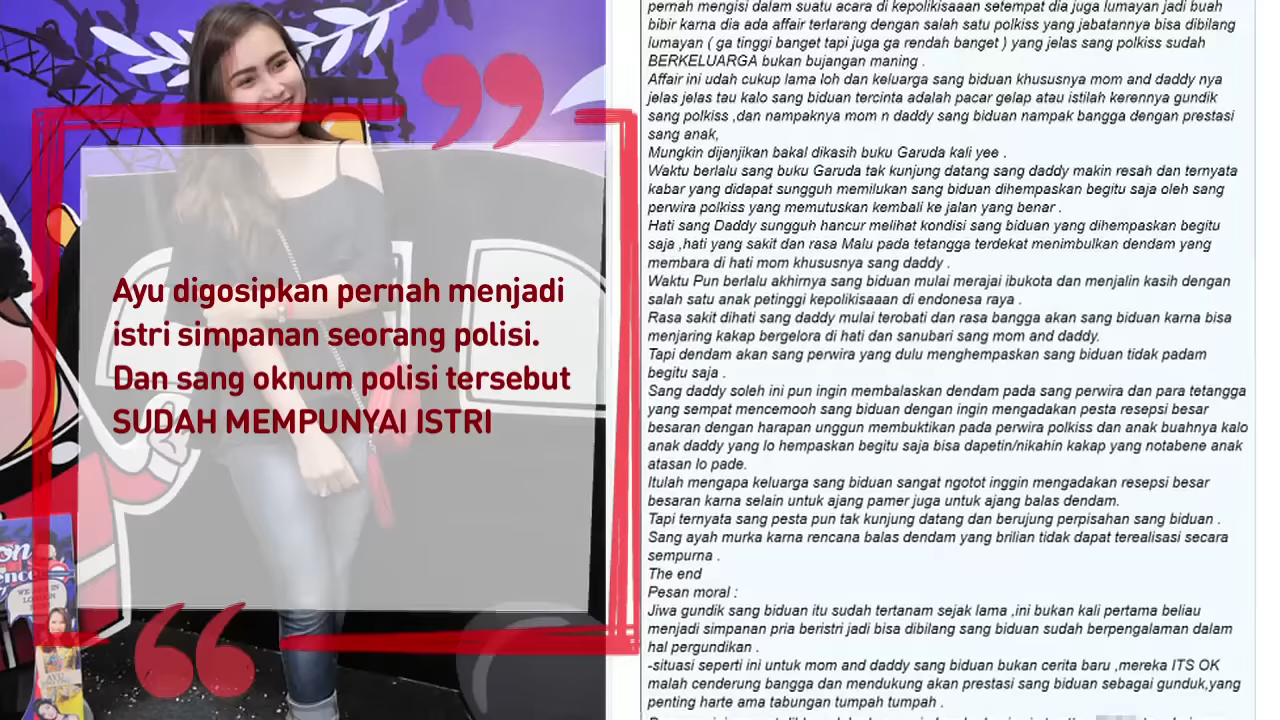 Ayu digosipkan pernah menjadi
istri simpanan seorang polisi.
Dan sang oknum polisi tersebut
SUDAH MEMPUNYAI ISTRI
pernah mengisi dalam suatu acara di kepolikisaaan setempat dia juga lumayan jadi buah
bibir karna dia ada affair terlarang dengan salah satu polkiss yang jabatannya bisa dibilang
lumayan ( ga tinggi banget tapi juga ga rendah banget ) yang jelas sang polkiss sudah
BERKELUARGA bukan bujangan maning .
Affair ini udah cukup lama loh dan keluarga sang biduan khususnya mom and daddy nya
jelas jelas tau kalo sang biduan tercinta adalah pacar gelap atau istilah kerennya gundik
sang polkiss ,dan nampaknya mom n daddy sang biduan nampak bangga dengan prestasi
sang anak,
Mungkin dijanjikan bakal dikasih buku Garuda kali yee .
Waktu berlalu sang buku Garuda tak kunjung datang sang daddy makin resah dan ternyata
kabar yang didapat sungguh memilukan sang biduan dihempaskan begitu saja oleh sang
perwira polkiss yang memutuskan kembali ke jalan yang benar .
Hati sang Daddy sungguh hancur melihat kondisi sang biduan yang dihempaskan begitu
saja ,hati yang sakit dan rasa Malu pada tetangga terdekat menimbulkan dendam yang
membara di hati mom khususnya sang daddy .
Waktu Pun berlalu akhirnya sang biduan mulai merajai ibukota dan menjalin kasih dengan
salah satu anak petinggi kepolikisaaan di endonesa raya .
Rasa sakit dihati sang daddy mulai terobati dan rasa bangga akan sang biduan karna bisa
menjaring kakap bergelora di hati dan sanubari sang mom and daddy.
Tapi dendam akan sang perwira yang dulu menghempaskan sang biduan tidak padam
begitu saja .
Sang daddy soleh ini pun ingin membalaskan dendam pada sang perwira dan para tetangga
yang sempat mencemooh sang biduan dengan ingin mengadakan pesta resepsi besar
besaran dengan harapan unggun membuktikan pada perwira polkiss dan anak buahnya kalo
anak daddy yang lo hempaskan begitu saja bisa dapetin/nikahin kakap yang notabene anak
atasan lo pade.
Itulah mengapa keluarga sang biduan sangat ngotot inggin mengadakan resepsi besar
besaran karna selain untuk ajang pamer juga untuk ajang balas dendam.
Tapi ternyata sang pesta pun tak kunjung datang dan berujung perpisahan sang biduan .
Sang ayah murka karna rencana balas dendam yang brilian tidak dapat terealisasi secara
sempurna .
The end
Pesan moral :
Jiwa gundik sang biduan itu sudah tertanam sejak lama ,ini bukan kali pertama beliau
menjadi simpanan pria beristri jadi bisa dibilang sang biduan sudah berpengalaman dalam
hal pergundikan .
-situasi seperti ini untuk mom and daddy sang biduan bukan cerita baru ,mereka ITS OK
malah cenderung bangga dan mendukung akan prestasi sang biduan sebagai gunduk,yang
penting harte ama tabungan tumpah tumpah .